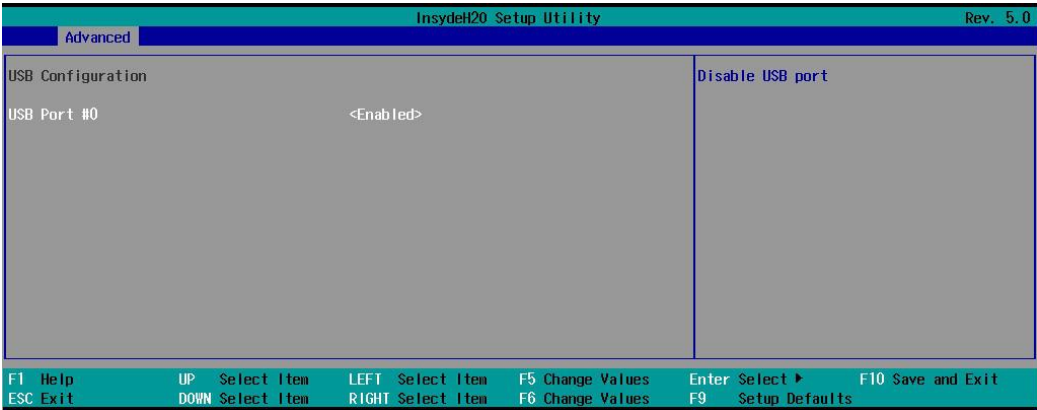 InsydeH20 Setup Utility Rev. 5.0
Advanced
USB Configuration
Disable USB port
USB Port #0 <Enabled>
F1 Help UP Select Item LEFT Select Item F5 Change Values Enter Select ▶ F10 Save and Exit
ESC Exit DOWN Select Item RIGHT Select Item F6 Change Values F9 Setup Defaults